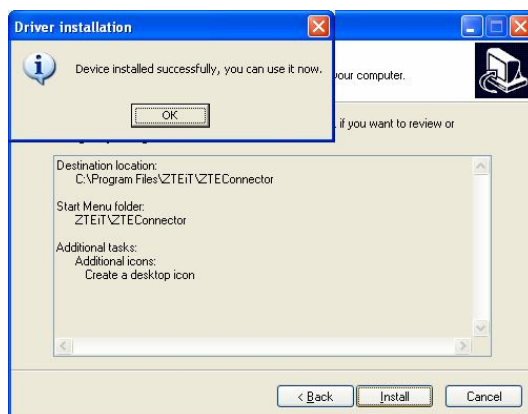 Driver installation
Device installed successfully, you can use it now.
OK
your computer.
if you want to review or
Destination location:
C:\Program Files\ZTEiT\ZTEConnector
Start Menu folder:
ZTEiT\ZTEConnector
Additional tasks:
Additional icons:
Create a desktop icon
< Back
Install
Cancel